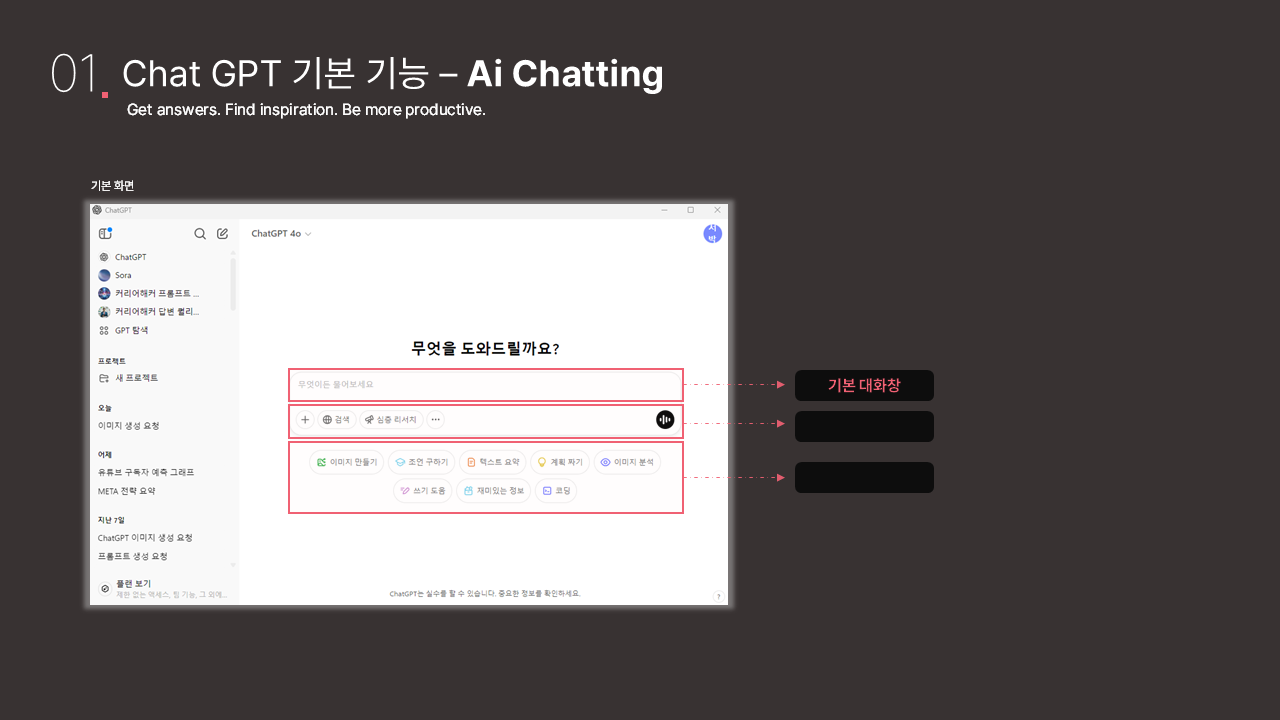 01. Chat GPT 기본 기능 – Ai Chatting
Get answers. Find inspiration. Be more productive.
기본 화면
ChatGPT
ChatGPT 4o
ChatGPT
Sora
커리어해커 프롬프트 ...
커리어해커 답변 퀄리...
GPT 탐색
프로젝트
새 프로젝트
오늘
이미지 생성 요청
어제
유튜브 구독자 예측 그래프
META 전략 요약
지난 7일
ChatGPT 이미지 생성 요청
프롬프트 생성 요청
플랜 보기
제한 없는 액세스, 팀 기능, 그 외에...
무엇을 도와드릴까요?
무엇이든 물어보세요
검색
심층 리서치
이미지 만들기
조언 구하기
텍스트 요약
계획 짜기
이미지 분석
쓰기 도움
재미있는 정보
코딩
ChatGPT는 실수를 할 수 있습니다. 중요한 정보를 확인하세요.
?
기본 대화창